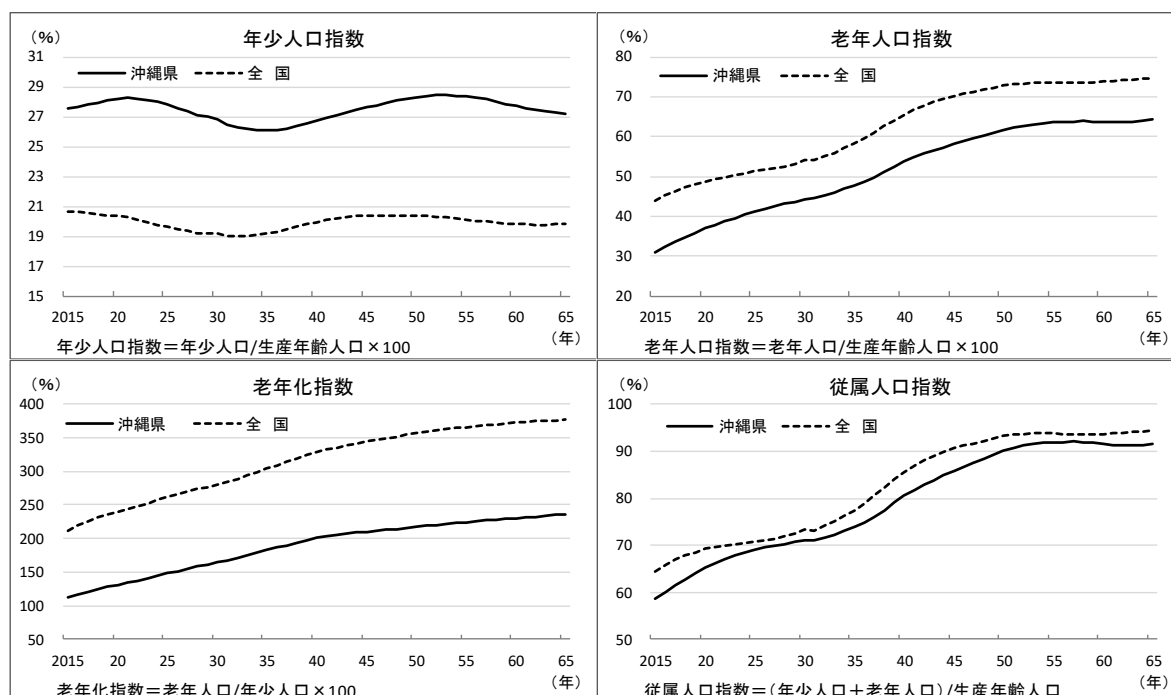 年少人口指数
(%)
沖縄県 全 国
31
29
27
25
23
21
19
17
15
2015 20 25 30 35 40 45 50 55 60 65
(年)
年少人口指数＝年少人口/生産年齢人口×100
老年人口指数
(%)
沖縄県 全 国
80
70
60
50
40
30
20
2015 20 25 30 35 40 45 50 55 60 65
(年)
老年人口指数＝老年人口/生産年齢人口×100
老年化指数
(%)
沖縄県 全 国
400
350
300
250
200
150
100
50
2015 20 25 30 35 40 45 50 55 60 65
(年)
老年化指数＝老年人口/年少人口×100
従属人口指数
(%)
沖縄県 全 国
100
90
80
70
60
50
2015 20 25 30 35 40 45 50 55 60 65
(年)
従属人口指数＝(年少人口＋老年人口)/生産年齢人口